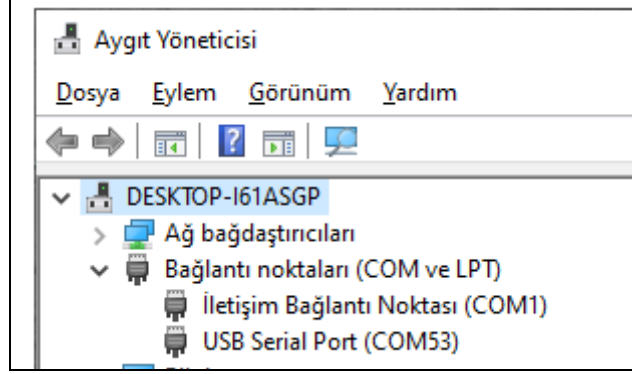 Aygıt Yöneticisi
Dosya Eylem Görünüm Yardım
DESKTOP-I61ASGP
Ağ bağdaştırıcıları
Bağlantı noktaları (COM ve LPT)
İletişim Bağlantı Noktası (COM1)
USB Serial Port (COM53)